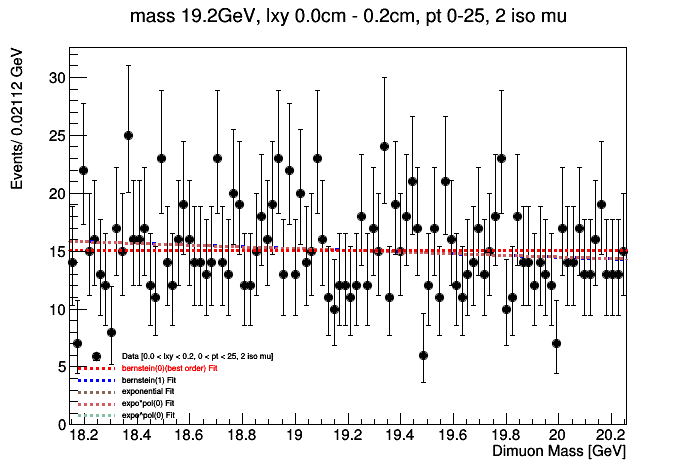 mass 19.2GeV, lxy 0.0cm - 0.2cm, pt 0-25, 2 iso mu
Events/ 0.02112 GeV
30
25
20
15
10
5
0
Data [0.0 < lxy < 0.2, 0 < pt < 25, 2 iso mu]
bernstein(0)(best order) Fit
bernstein(1) Fit
exponential Fit
expo*pol(0) Fit
expo*pol(0) Fit
18.2 18.4 18.6 18.8 19 19.2 19.4 19.6 19.8 20 20.2
Dimuon Mass [GeV]